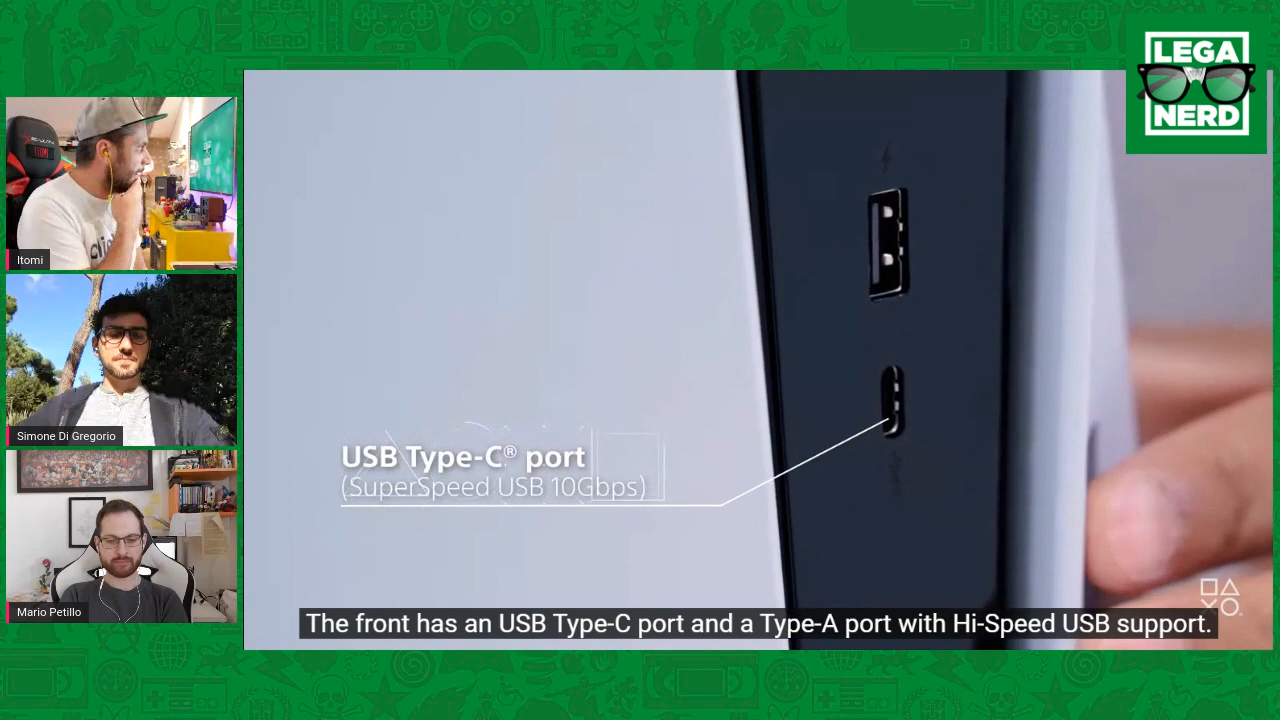 LEGA
NERD
Itomi
USB Type-C® port
(SuperSpeed USB 10Gbps)
Simone Di Gregorio
Mario Petillo
The front has an USB Type-C port and a Type-A port with Hi-Speed USB support.